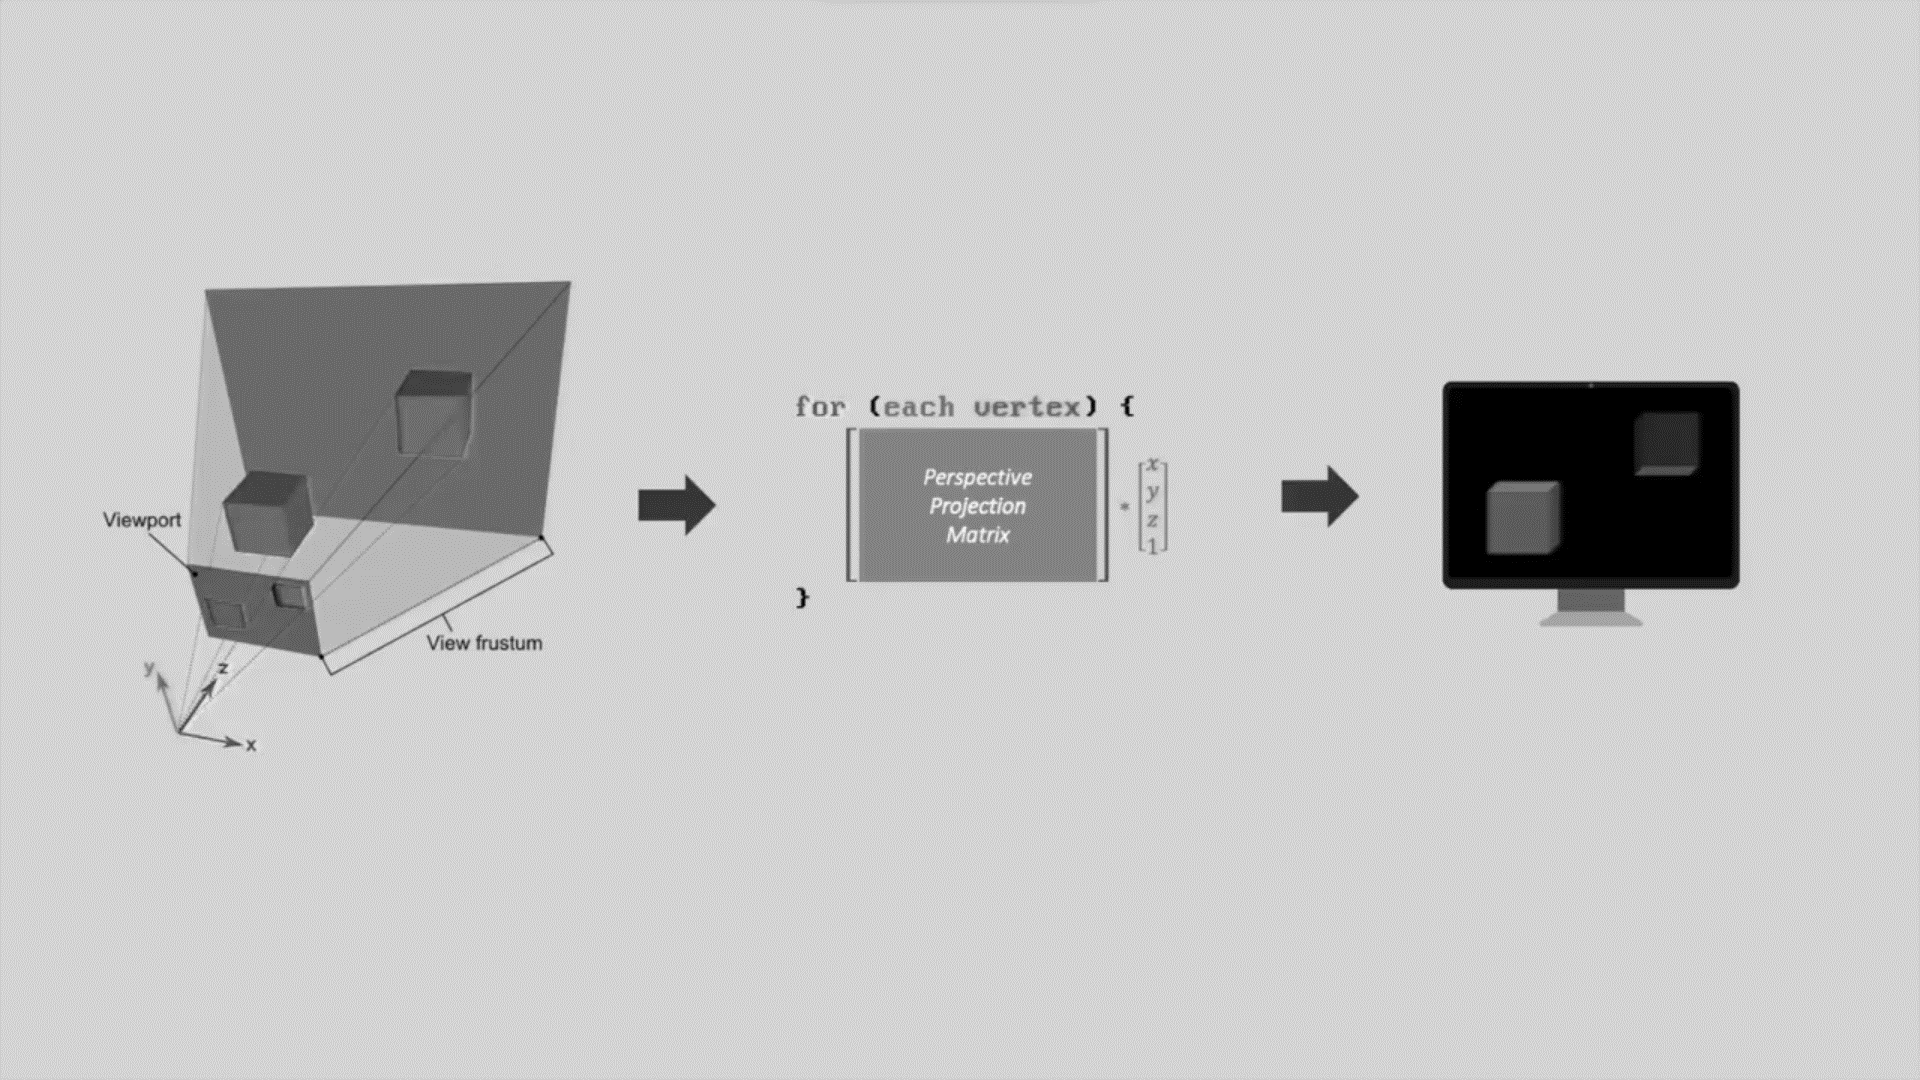 Viewport
View frustum
y
z
x
for (each vertex) {
Perspective
Projection
Matrix
*
x
y
z
1
}